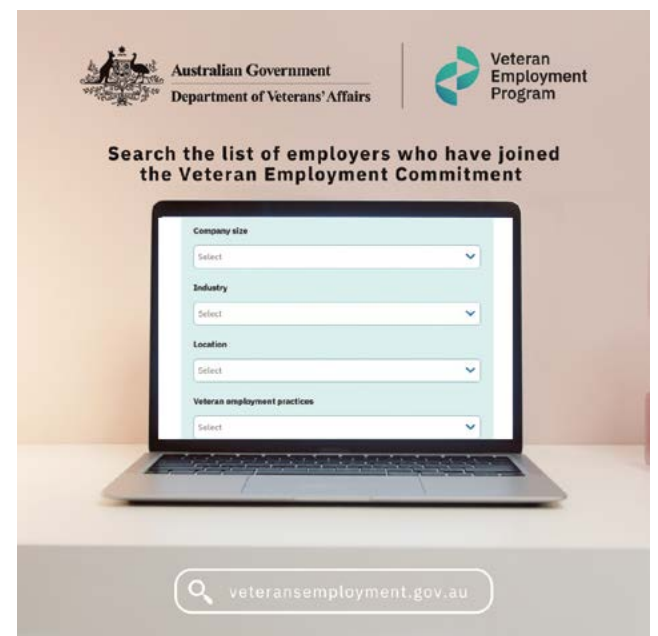 Australian Government
Department of Veterans' Affairs
Veteran
Employment
Program
Search the list of employers who have joined
the Veteran Employment Commitment
Company size
Select
Industry
Select
Location
Select
Veteran employment practices
Select
veteransemployment.gov.au